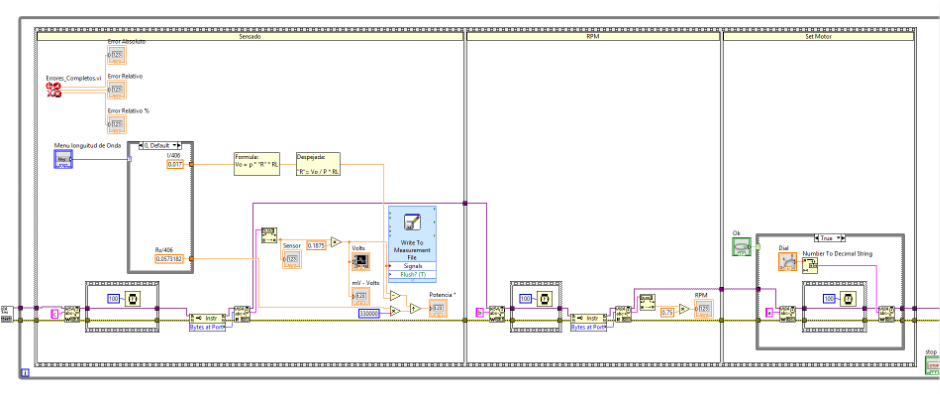 Sensado
RPM
Set Motor
Error Absoluto
Errores_Completos.vi
Error Relativo
Error Relativo %
Menu longuitud de Onda
0, Default
1/406
0.017
Formula:
Vo = p * "R" * RL
Despejada:
"R"= Vo / P * RL
Rs/406
0.0573182
Sensor
0.1875
Volts
mV - Volts
Write To
Measurement
File
Signals
Flush? (T)
Potencia "
330000
100
Instr
Bytes at Port
100
Instr
Bytes at Port
RPM
0.75
Ok
True
Dial
Number To Decimal String
100
stop
i